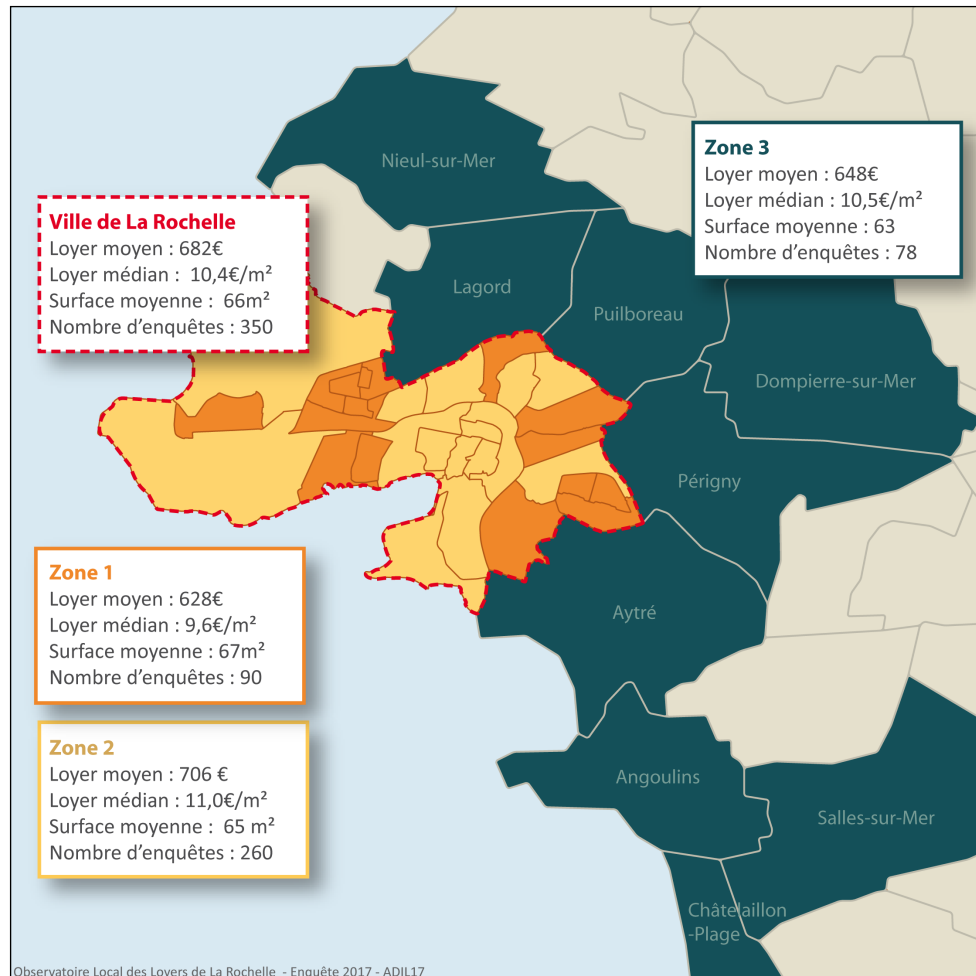 Nieul-sur-Mer
Zone 3
Loyer moyen : 648€
Loyer médian : 10,5€/m²
Surface moyenne : 63
Nombre d'enquêtes : 78
Ville de La Rochelle
Loyer moyen : 682€
Loyer médian :  10,4€/m²
Surface moyenne :  66m²
Nombre d'enquêtes : 350
Lagord
Puilboreau
Dompierre-sur-Mer
Périgny
Zone 1
Loyer moyen : 628€
Loyer médian : 9,6€/m²
Surface moyenne : 67m²
Nombre d'enquêtes : 90
Aytré
Zone 2
Loyer moyen : 706 €
Loyer médian : 11,0€/m²
Surface moyenne :  65 m²
Nombre d'enquêtes : 260
Angoulins
Salles-sur-Mer
Châtelaillon
-Plage
Observatoire Local des Loyers de La Rochelle  - Enquête 2017 - ADIL17